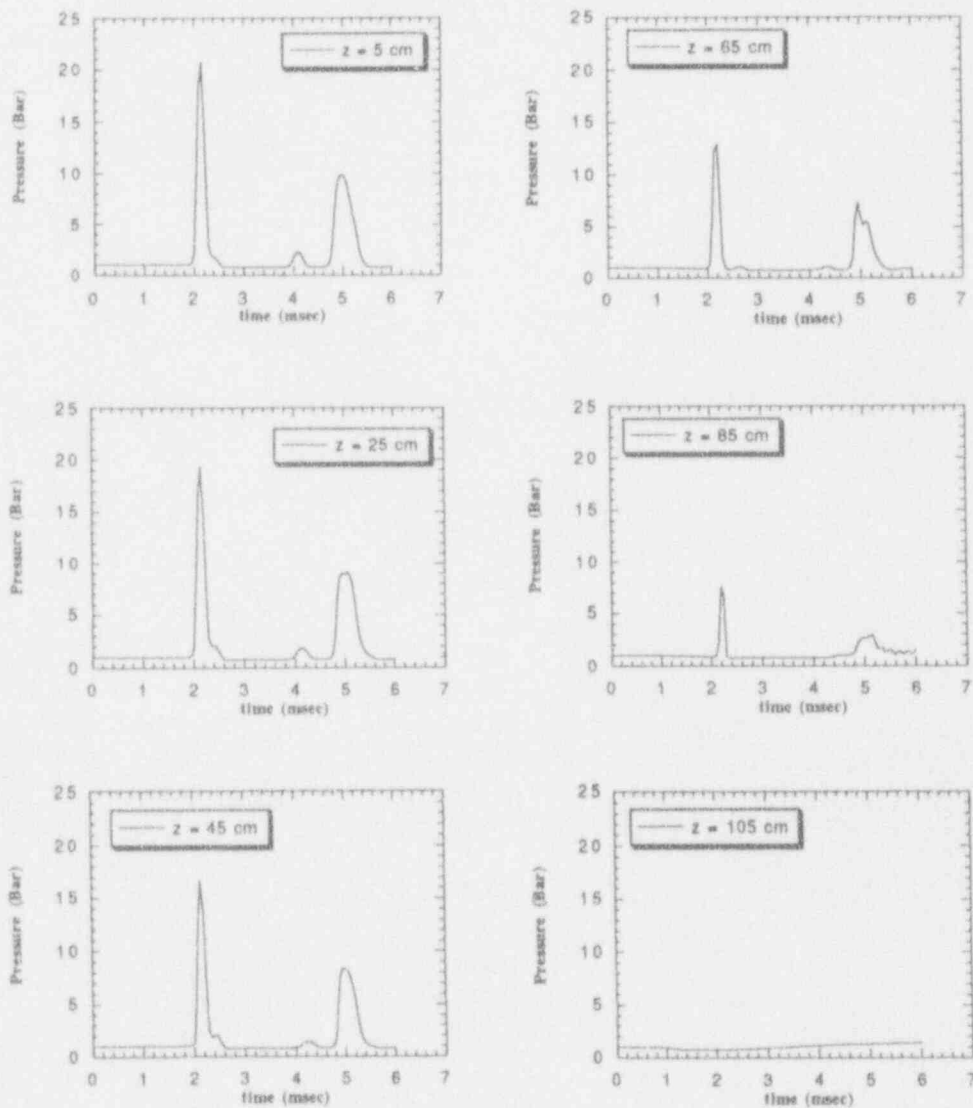 z = 5 cm
Pressure (Bar)
25
20
15
10
5
0
0 1 2 3 4 5 6 7
time (msec)
z = 65 cm
Pressure (Bar)
25
20
15
10
5
0
0 1 2 3 4 5 6 7
time (msec)
z = 25 cm
Pressure (Bar)
25
20
15
10
5
0
0 1 2 3 4 5 6 7
time (msec)
z = 85 cm
Pressure (Bar)
25
20
15
10
5
0
0 1 2 3 4 5 6 7
time (msec)
z = 45 cm
Pressure (Bar)
25
20
15
10
5
0
0 1 2 3 4 5 6 7
time (msec)
z = 105 cm
Pressure (Bar)
25
20
15
10
5
0
0 1 2 3 4 5 6 7
time (msec)